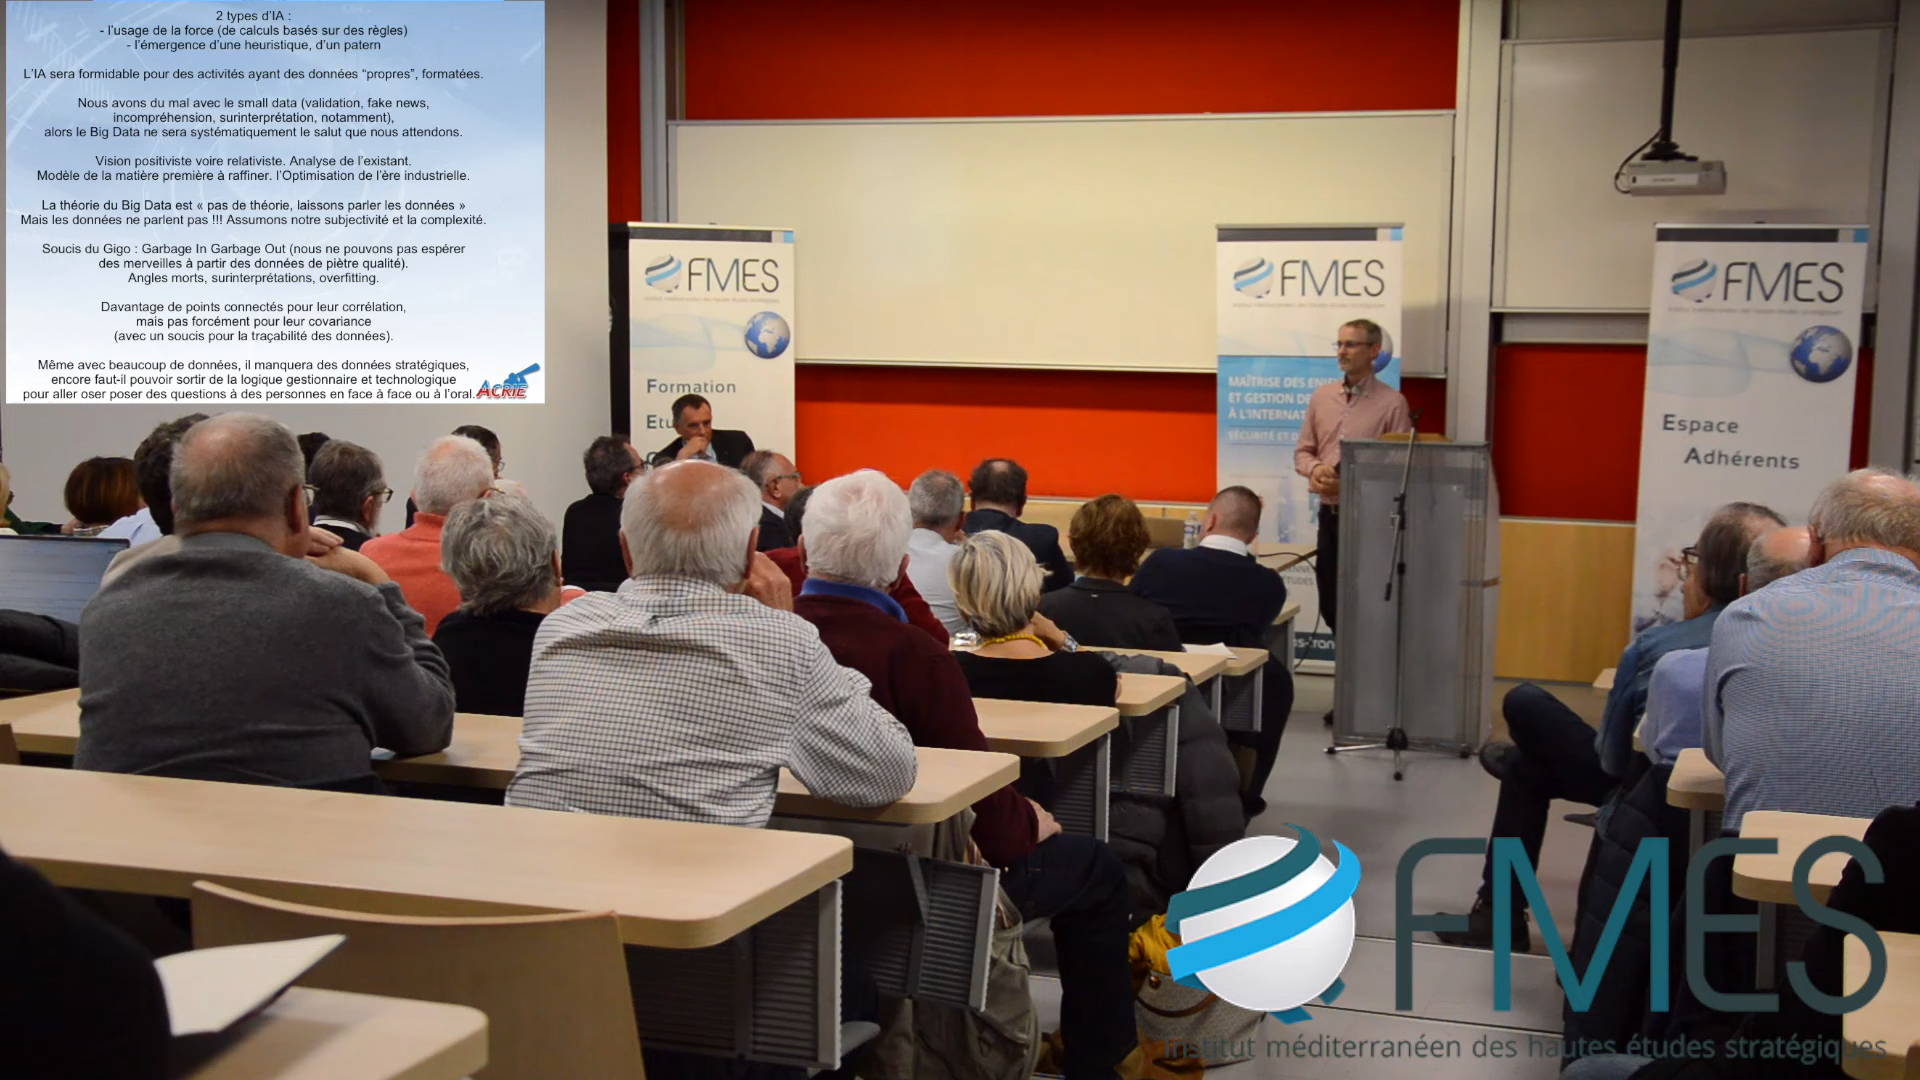 2 types d’IA :
- l’usage de la force (de calculs basés sur des règles)
- l’émergence d’une heuristique, d’un patern
L’IA sera formidable pour des activités ayant des données “propres”, formatées.
Nous avons du mal avec le small data (validation, fake news,
incompréhension, surinterprétation, notamment),
alors le Big Data ne sera systématiquement le salut que nous attendons.
Vision positiviste voire relativiste. Analyse de l’existant.
Modèle de la matière première à raffiner. l’Optimisation de l’ère industrielle.
La théorie du Big Data est « pas de théorie, laissons parler les données »
Mais les données ne parlent pas !!! Assumons notre subjectivité et la complexité.
Soucis du Gigo : Garbage In Garbage Out (nous ne pouvons pas espérer
des merveilles à partir des données de piètre qualité).
Angles morts, surinterprétations, overfitting.
Davantage de points connectés pour leur corrélation,
mais pas forcément pour leur covariance
(avec un soucis pour la traçabilité des données).
Même avec beaucoup de données, il manquera des données stratégiques,
encore faut-il pouvoir sortir de la logique gestionnaire et technologique
pour aller oser poser des questions à des personnes en face à face ou à l’oral.
ACRIE
FMES
Formation
Etu
FMES
MAÎTRISE DES ENJE
ET GESTION DE
À L'INTERNAT
SÉCURITÉ ET D
FMES
Espace
Adhérents
FMES
Institut méditerranéen des hautes études stratégiques